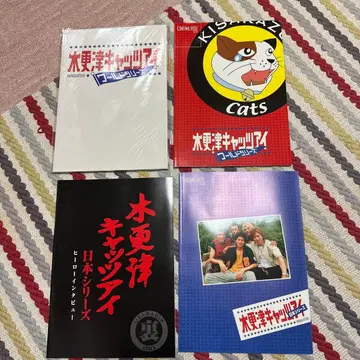 木更津キャッツアイ
ワールドシリーズ
KISARAZU
Cats
木更津キャッツアイ
ワールドシリーズ
木更津
キャッツアイ
日本シリーズ
ヒーローインタビュー
裏
木更津キャッツアイ